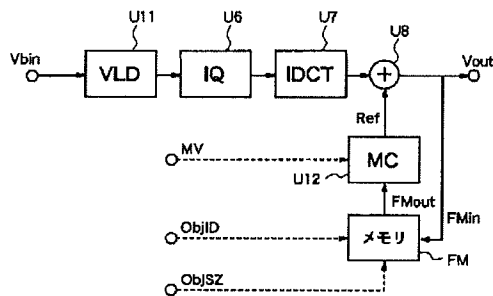 U11
U6
U7
U8
Vbin
VLD
IQ
IDCT
+
Vout
Ref
MV
MC
U12
FMout
FMin
ObjID
メモリ
FM
ObjSZ